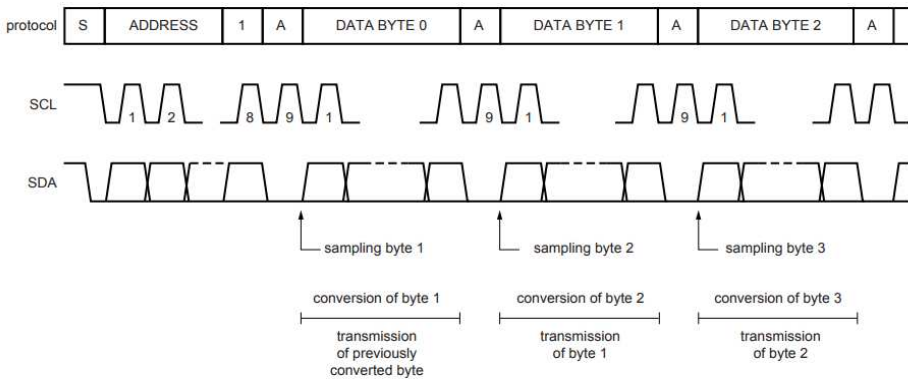 protocol S ADDRESS 1 A DATA BYTE 0 A DATA BYTE 1 A DATA BYTE 2 A
SCL 1 2 8 9 1 9 1 9 1
SDA
sampling byte 1 sampling byte 2 sampling byte 3
conversion of byte 1 conversion of byte 2 conversion of byte 3
transmission transmission transmission
of previously of byte 1 of byte 2
converted byte